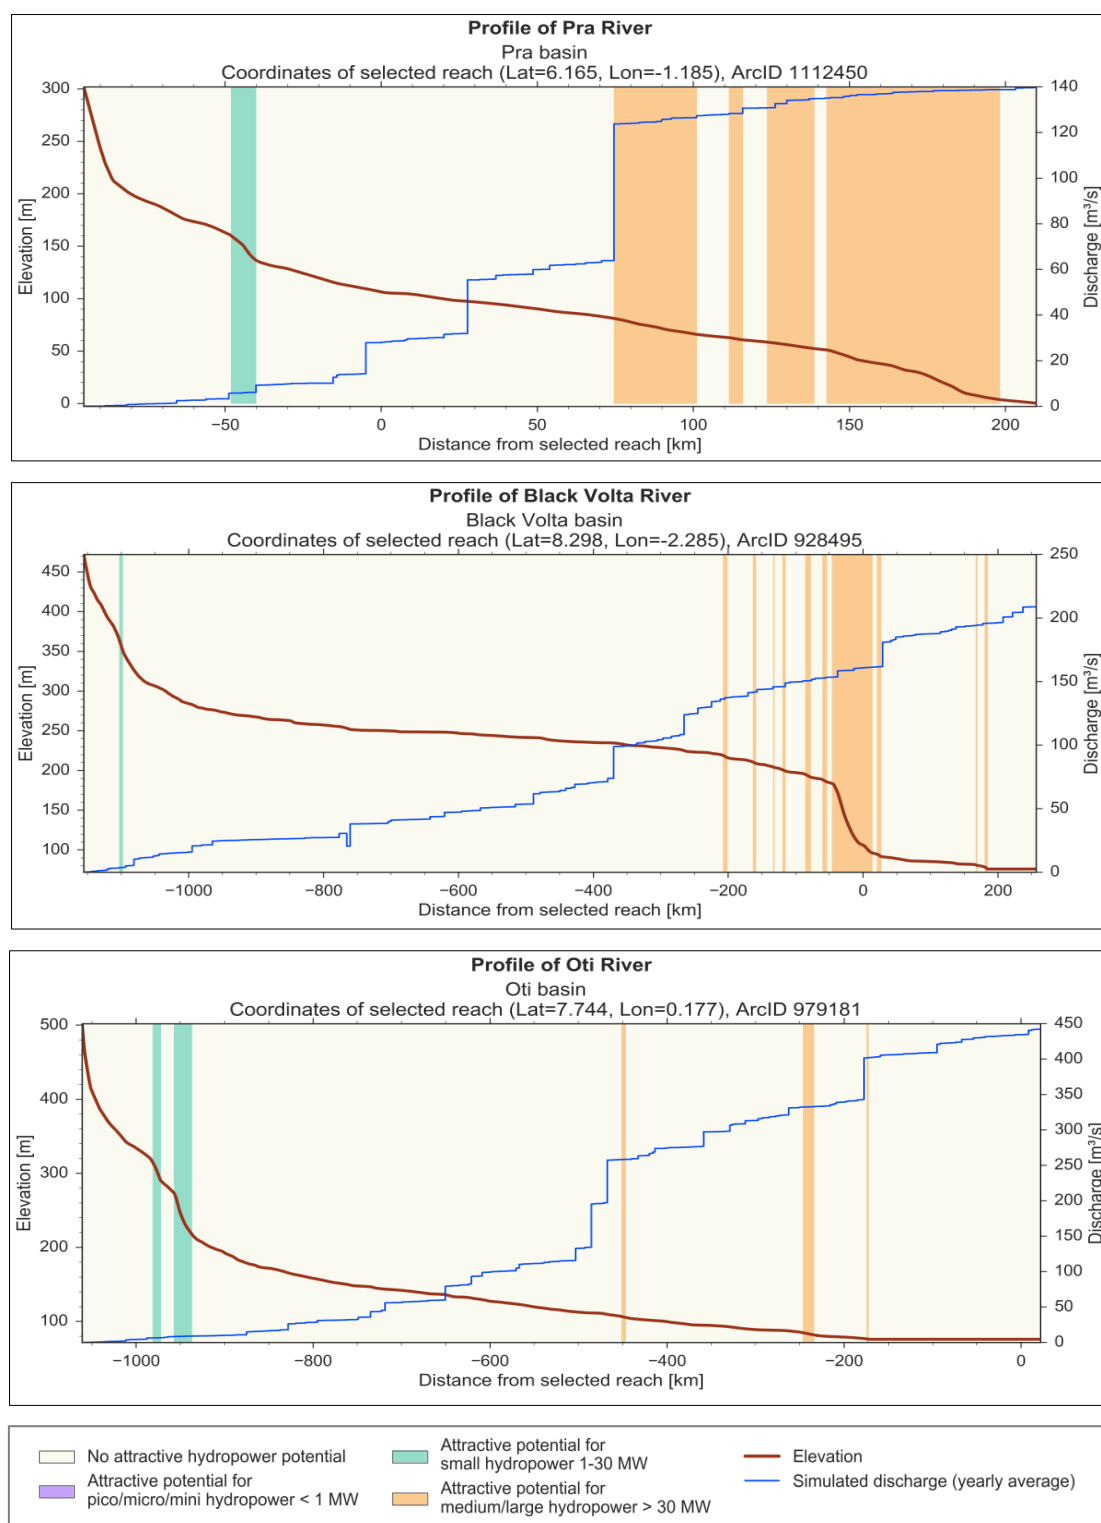 Profile of Pra River
Pra basin
Coordinates of selected reach (Lat=6.165, Lon=-1.185), ArcID 1112450
Elevation [m]
300
250
200
150
100
50
0
−50
0
50
100
150
200
Distance from selected reach [km]
140
120
100
80
60
40
20
0
Discharge [m³/s]
Profile of Black Volta River
Black Volta basin
Coordinates of selected reach (Lat=8.298, Lon=-2.285), ArcID 928495
Elevation [m]
450
400
350
300
250
200
150
100
−1000
−800
−600
−400
−200
0
200
Distance from selected reach [km]
250
200
150
100
50
0
Discharge [m³/s]
Profile of Oti River
Oti basin
Coordinates of selected reach (Lat=7.744, Lon=0.177), ArcID 979181
Elevation [m]
500
400
300
200
100
−1000
−800
−600
−400
−200
0
Distance from selected reach [km]
450
400
350
300
250
200
150
100
50
0
Discharge [m³/s]
No attractive hydropower potential
Attractive potential for
pico/micro/mini hydropower < 1 MW
Attractive potential for
small hydropower 1-30 MW
Attractive potential for
medium/large hydropower > 30 MW
Elevation
Simulated discharge (yearly average)